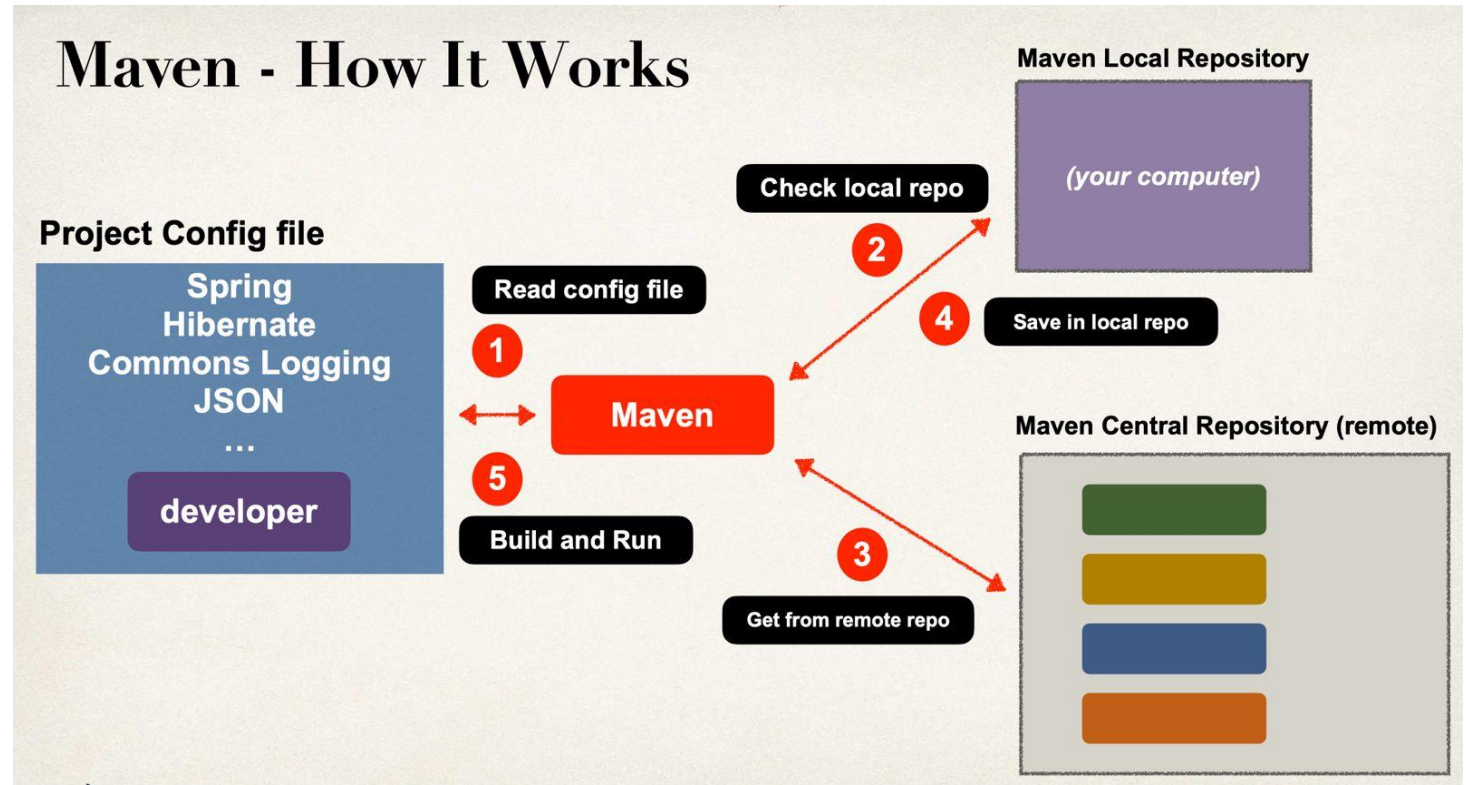 Maven - How It Works
Maven Local Repository
(your computer)
Check local repo
2
Project Config file
Spring
Hibernate
Commons Logging
JSON
...
developer
Read config file
1
4
Save in local repo
Maven
Maven Central Repository (remote)
5
Build and Run
3
Get from remote repo